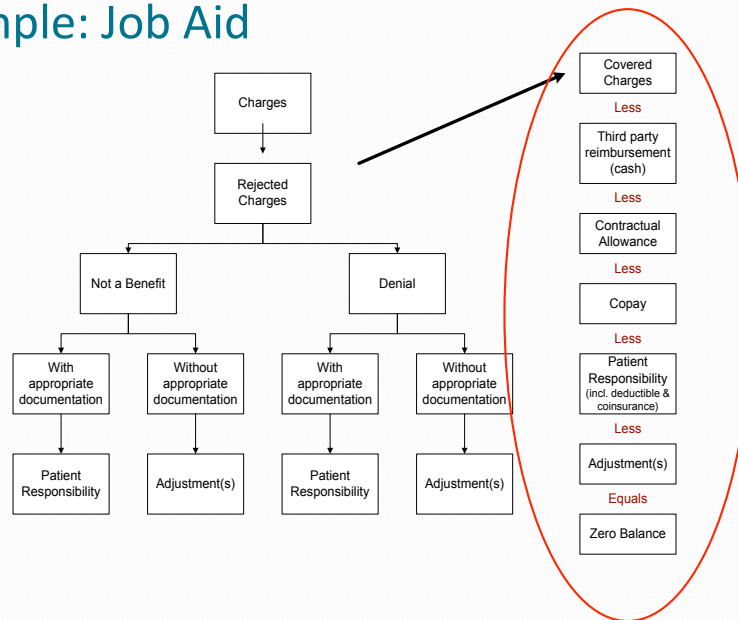 nple: Job Aid
Charges
Rejected
Charges
Not a Benefit
Denial
With
appropriate
documentation
Without
appropriate
documentation
With
appropriate
documentation
Without
appropriate
documentation
Patient
Responsibility
Adjustment(s)
Patient
Responsibility
Adjustment(s)
Covered
Charges
Less
Third party
reimbursement
(cash)
Less
Contractual
Allowance
Less
Copay
Less
Patient
Responsibility
(incl. deductible &
coinsurance)
Less
Adjustment(s)
Equals
Zero Balance